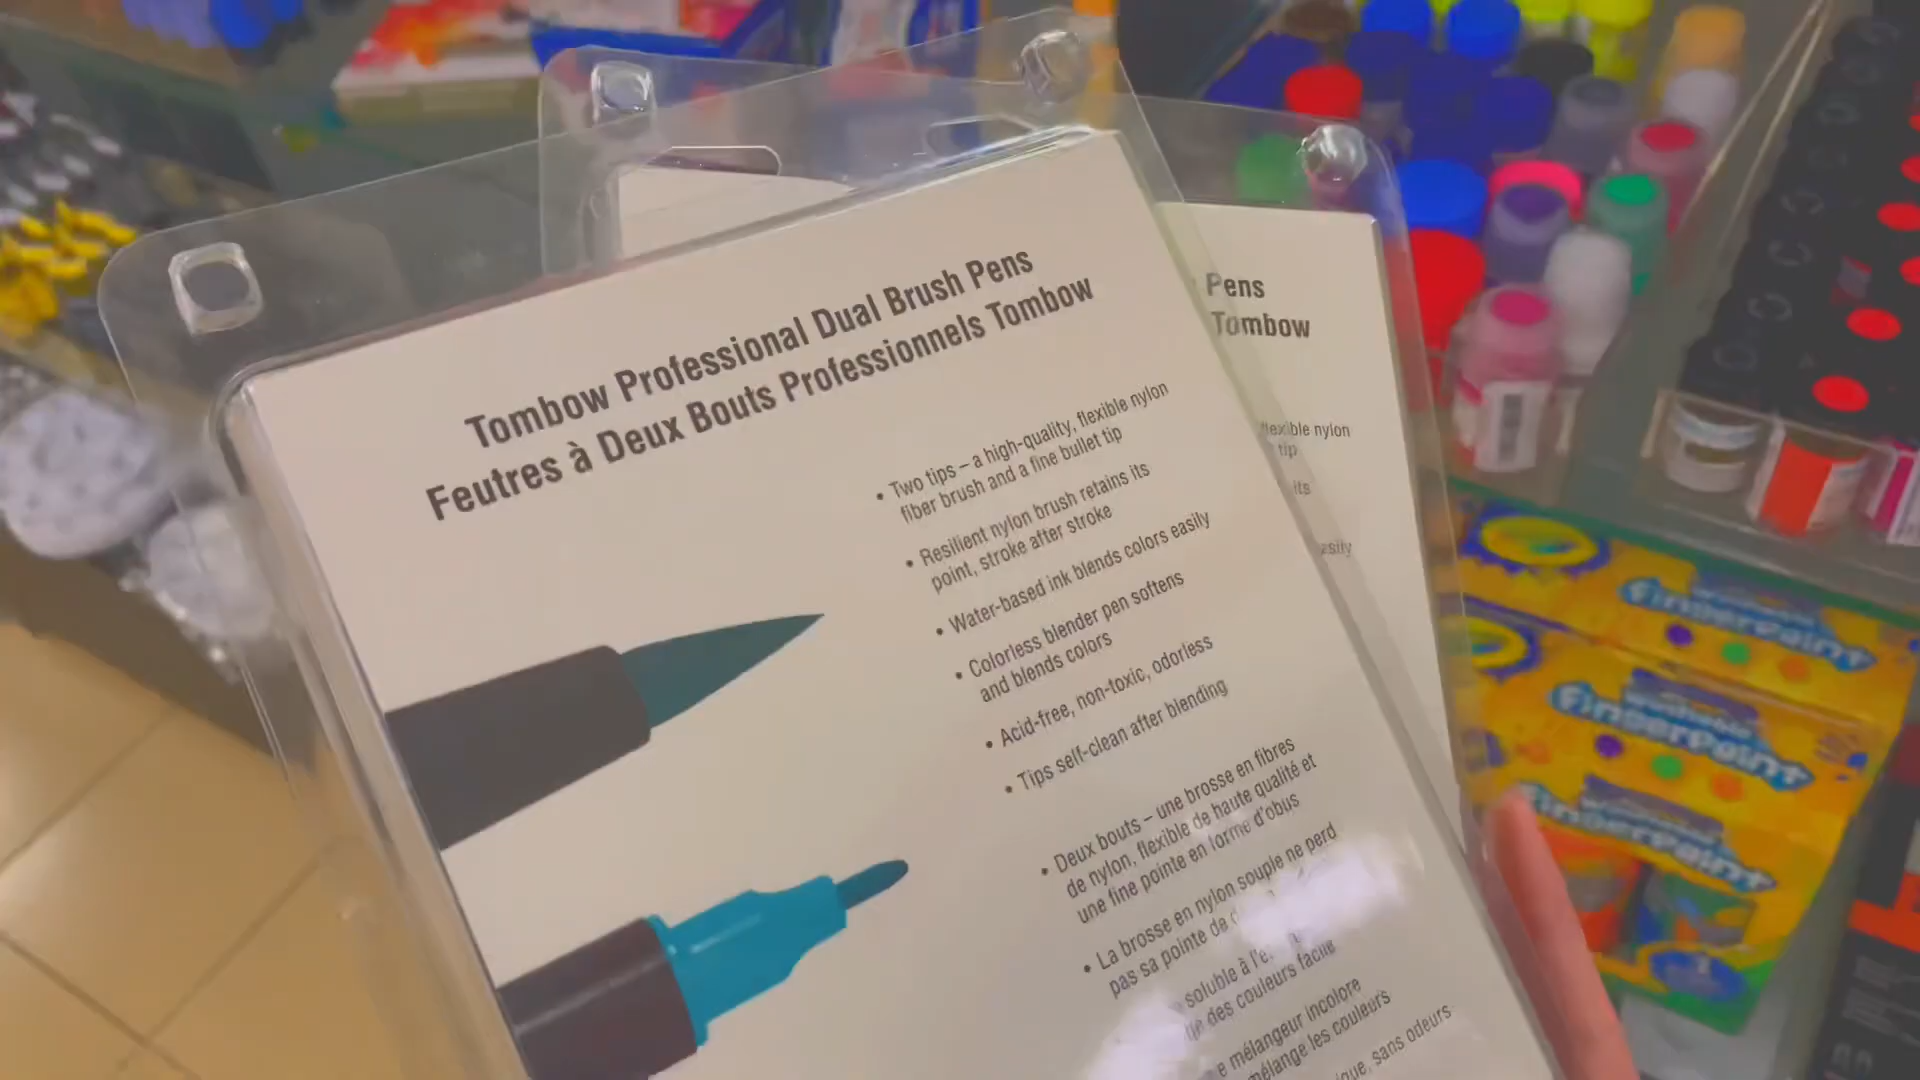 Tombow Professional Dual Brush Pens
Feutres à Deux Bouts Professionnels Tombow
• Two tips – a high-quality, flexible nylon
fiber brush and a fine bullet tip
• Resilient nylon brush retains its
point, stroke after stroke
• Water-based ink blends colors easily
• Colorless blender pen softens
and blends colors
• Acid-free, non-toxic, odorless
• Tips self-clean after blending
• Deux bouts – une brosse en fibres
de nylon, flexible de haute qualité et
une fine pointe en forme d'obus
• La brosse en nylon souple ne perd
pas sa pointe de
soluble à
des couleurs facile
mélangeur incolore
mélange les couleurs
sans odeurs
Pens
Tombow
flexible nylon
tip
its
Washable
Fingerpaint
Washable
Fingerpaint
Washable
Fingerpaint